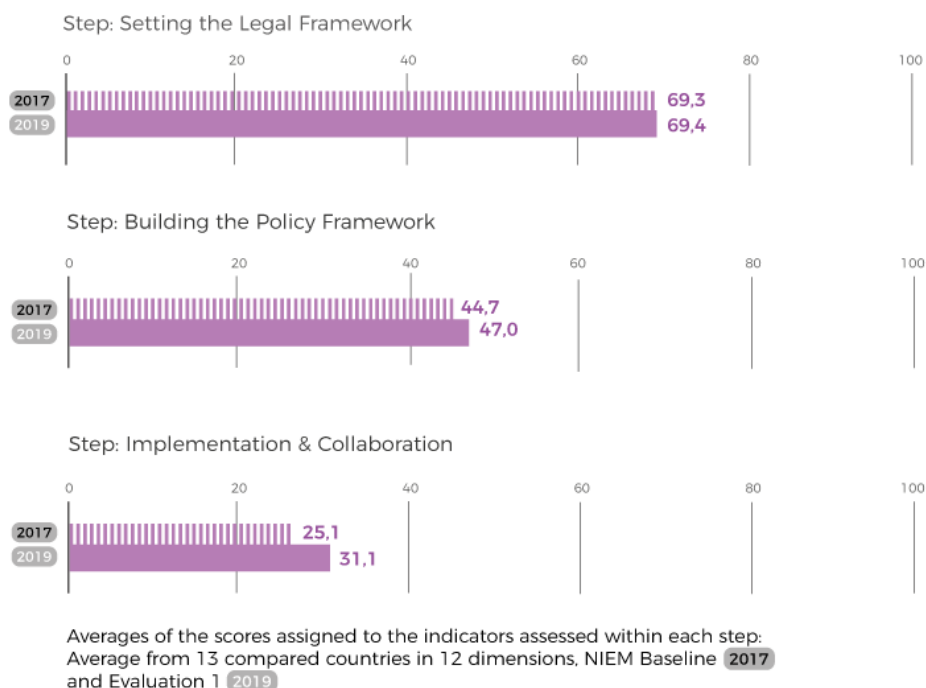 Step: Setting the Legal Framework
0 20 40 60 80 100
2017 69,3
2019 69,4
Step: Building the Policy Framework
0 20 40 60 80 100
2017 44,7
2019 47,0
Step: Implementation & Collaboration
0 20 40 60 80 100
2017 25,1
2019 31,1
Averages of the scores assigned to the indicators assessed within each step:
Average from 13 compared countries in 12 dimensions, NIEM Baseline 2017
and Evaluation 1 2019